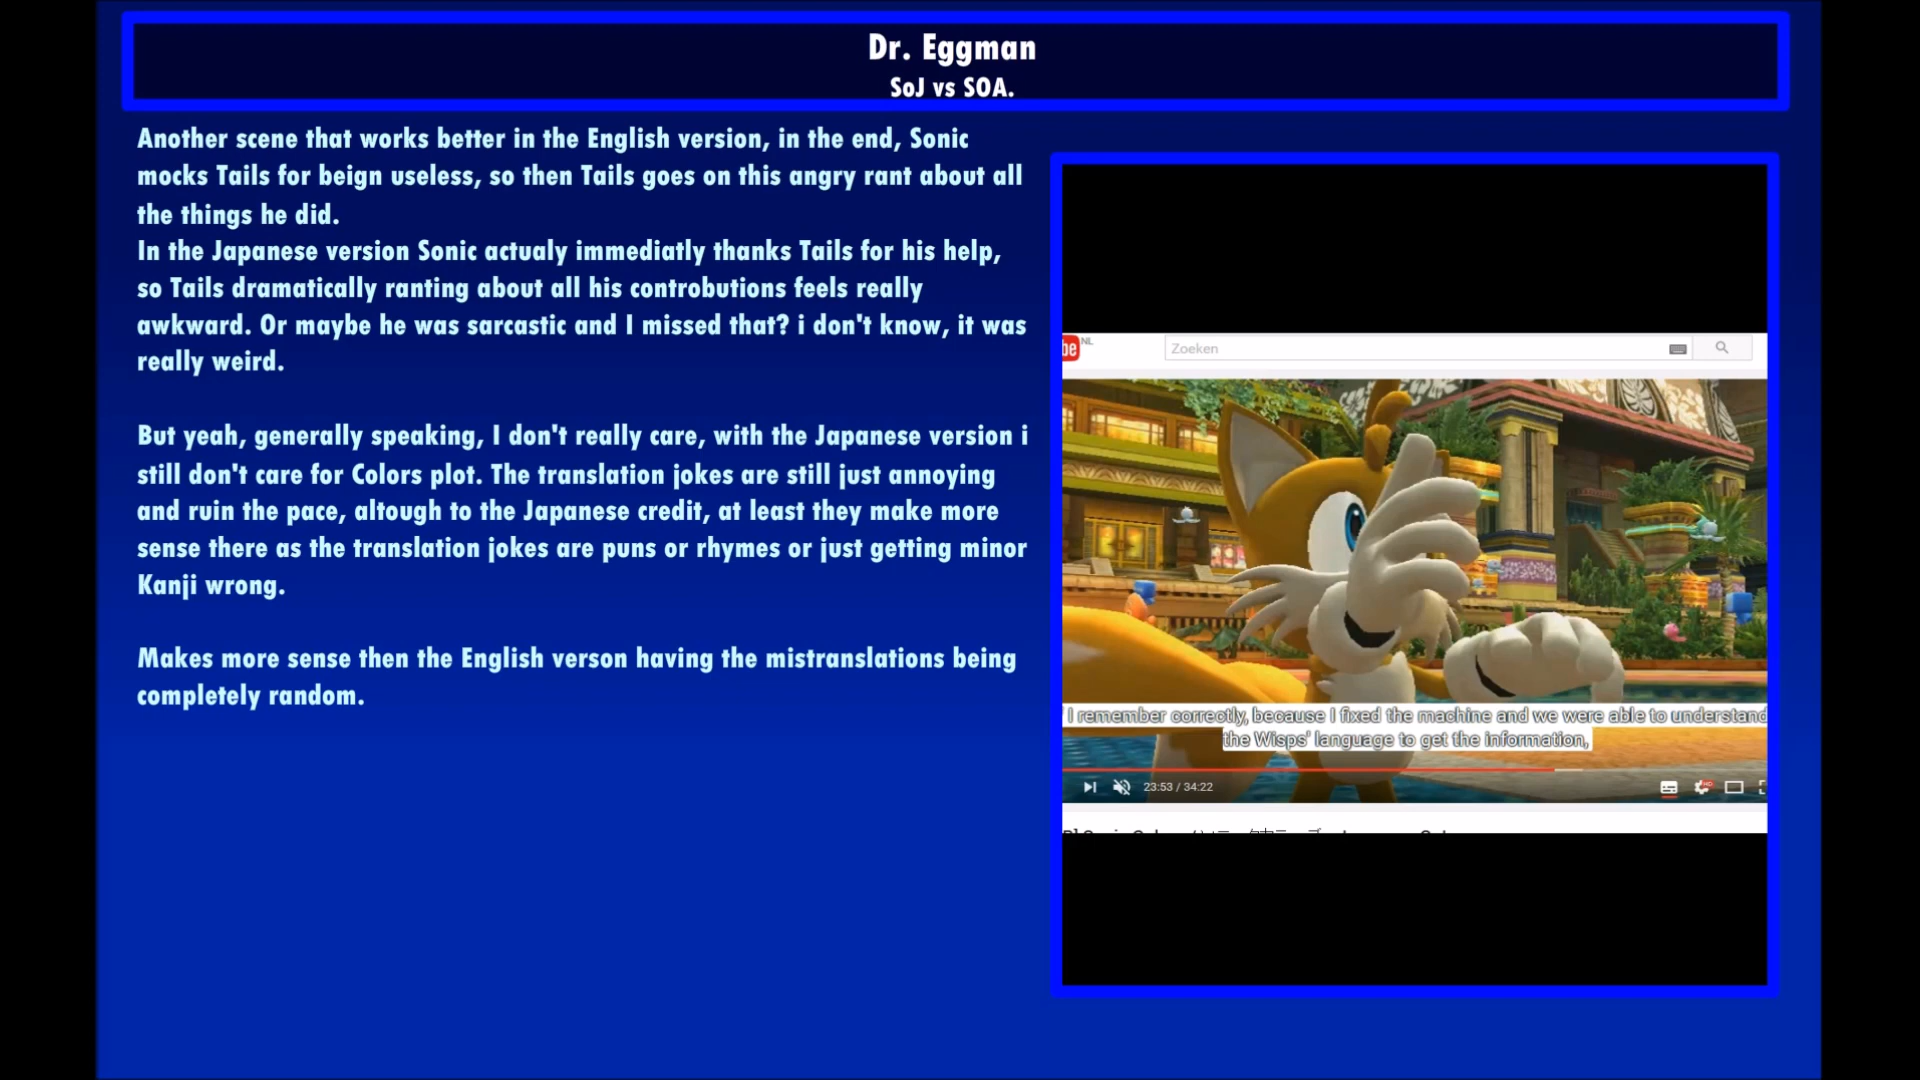 Dr. Eggman
SoJ vs SOA.
Another scene that works better in the English version, in the end, Sonic
mocks Tails for beign useless, so then Tails goes on this angry rant about all
the things he did.
In the Japanese version Sonic actualy immediatly thanks Tails for his help,
so Tails dramatically ranting about all his controbutions feels really
awkward. Or maybe he was sarcastic and I missed that? i don't know, it was
really weird.
But yeah, generally speaking, I don't really care, with the Japanese version i
still don't care for Colors plot. The translation jokes are still just annoying
and ruin the pace, altough to the Japanese credit, at least they make more
sense there as the translation jokes are puns or rhymes or just getting minor
Kanji wrong.
Makes more sense then the English verson having the mistranslations being
completely random.
be NL
Zoeken
I remember correctly, because I fixed the machine and we were able to understand
the Wisps' language to get the information,
23:53 / 34:22